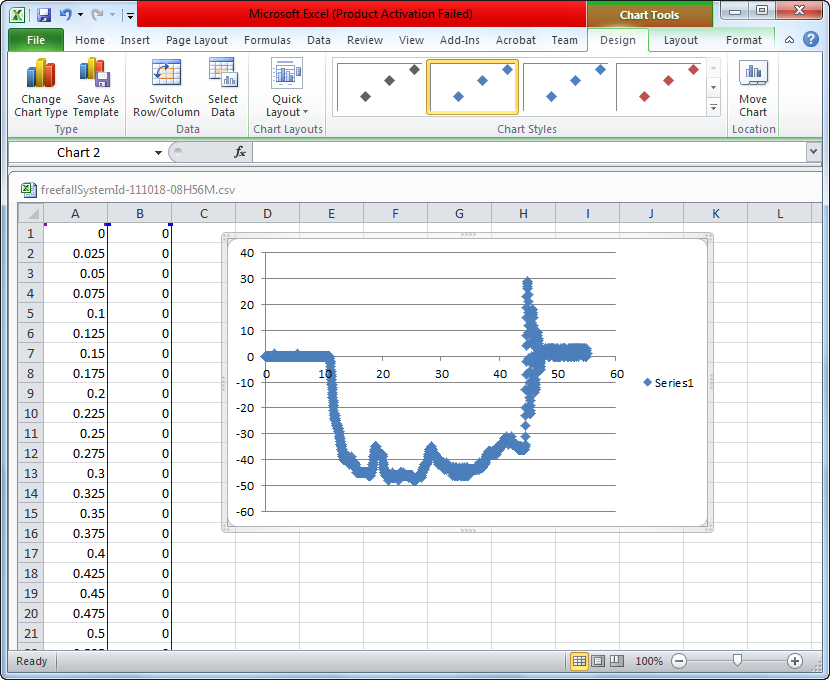 Microsoft Excel (Product Activation Failed) Chart Tools
File Home Insert Page Layout Formulas Data Review View Add-Ins Acrobat Team Design Layout Format
Change Chart Type Save As Template Switch Row/Column Select Data Quick Layout Move Chart
Type Data Chart Layouts Chart Styles Location
Chart 2 fx
freefallSystemId-111018-08H56M.csv
A B C D E F G H I J K L
1 0 0
2 0.025 0
3 0.05 0
4 0.075 0
5 0.1 0
6 0.125 0
7 0.15 0
8 0.175 0
9 0.2 0
10 0.225 0
11 0.25 0
12 0.275 0
13 0.3 0
14 0.325 0
15 0.35 0
16 0.375 0
17 0.4 0
18 0.425 0
19 0.45 0
20 0.475 0
21 0.5 0
40
30
20
10
0
-10
-20
-30
-40
-50
-60
0 10 20 30 40 50 60
Series1
Ready 100%